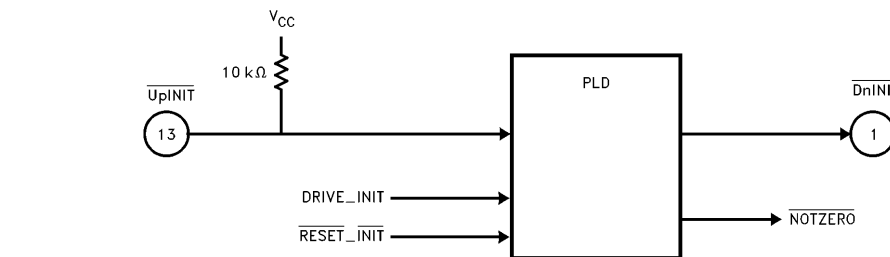 VCC
10 kΩ
UpINIT
PLD
13
1
DRIVE_INIT
NOTZERO
RESET_INIT